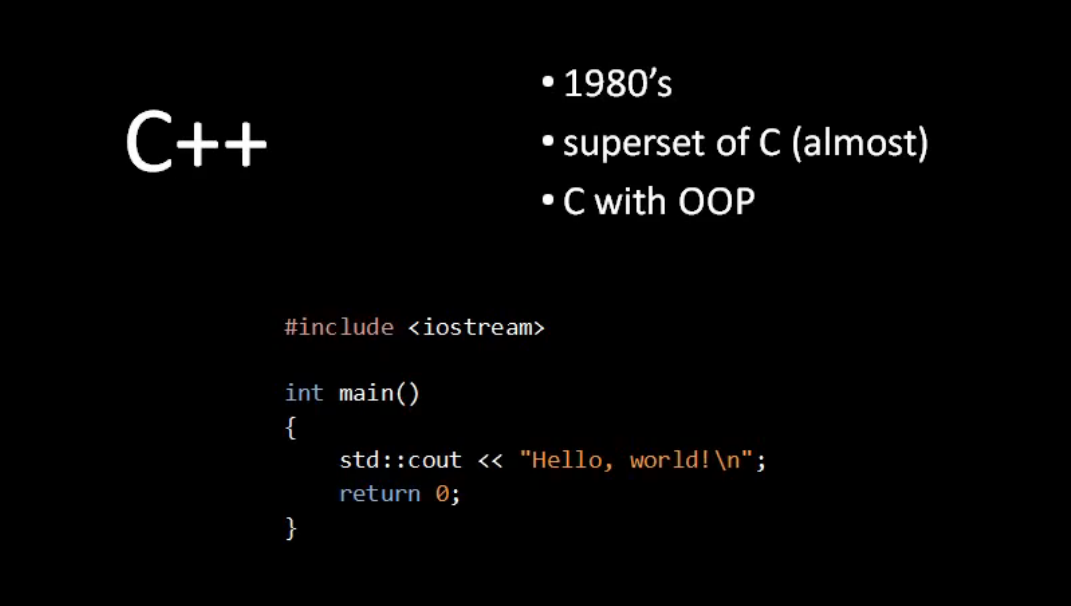 C++
• 1980’s
• superset of C (almost)
• C with OOP
#include <iostream>
int main()
{
    std::cout << "Hello, world!\n";
    return 0;
}